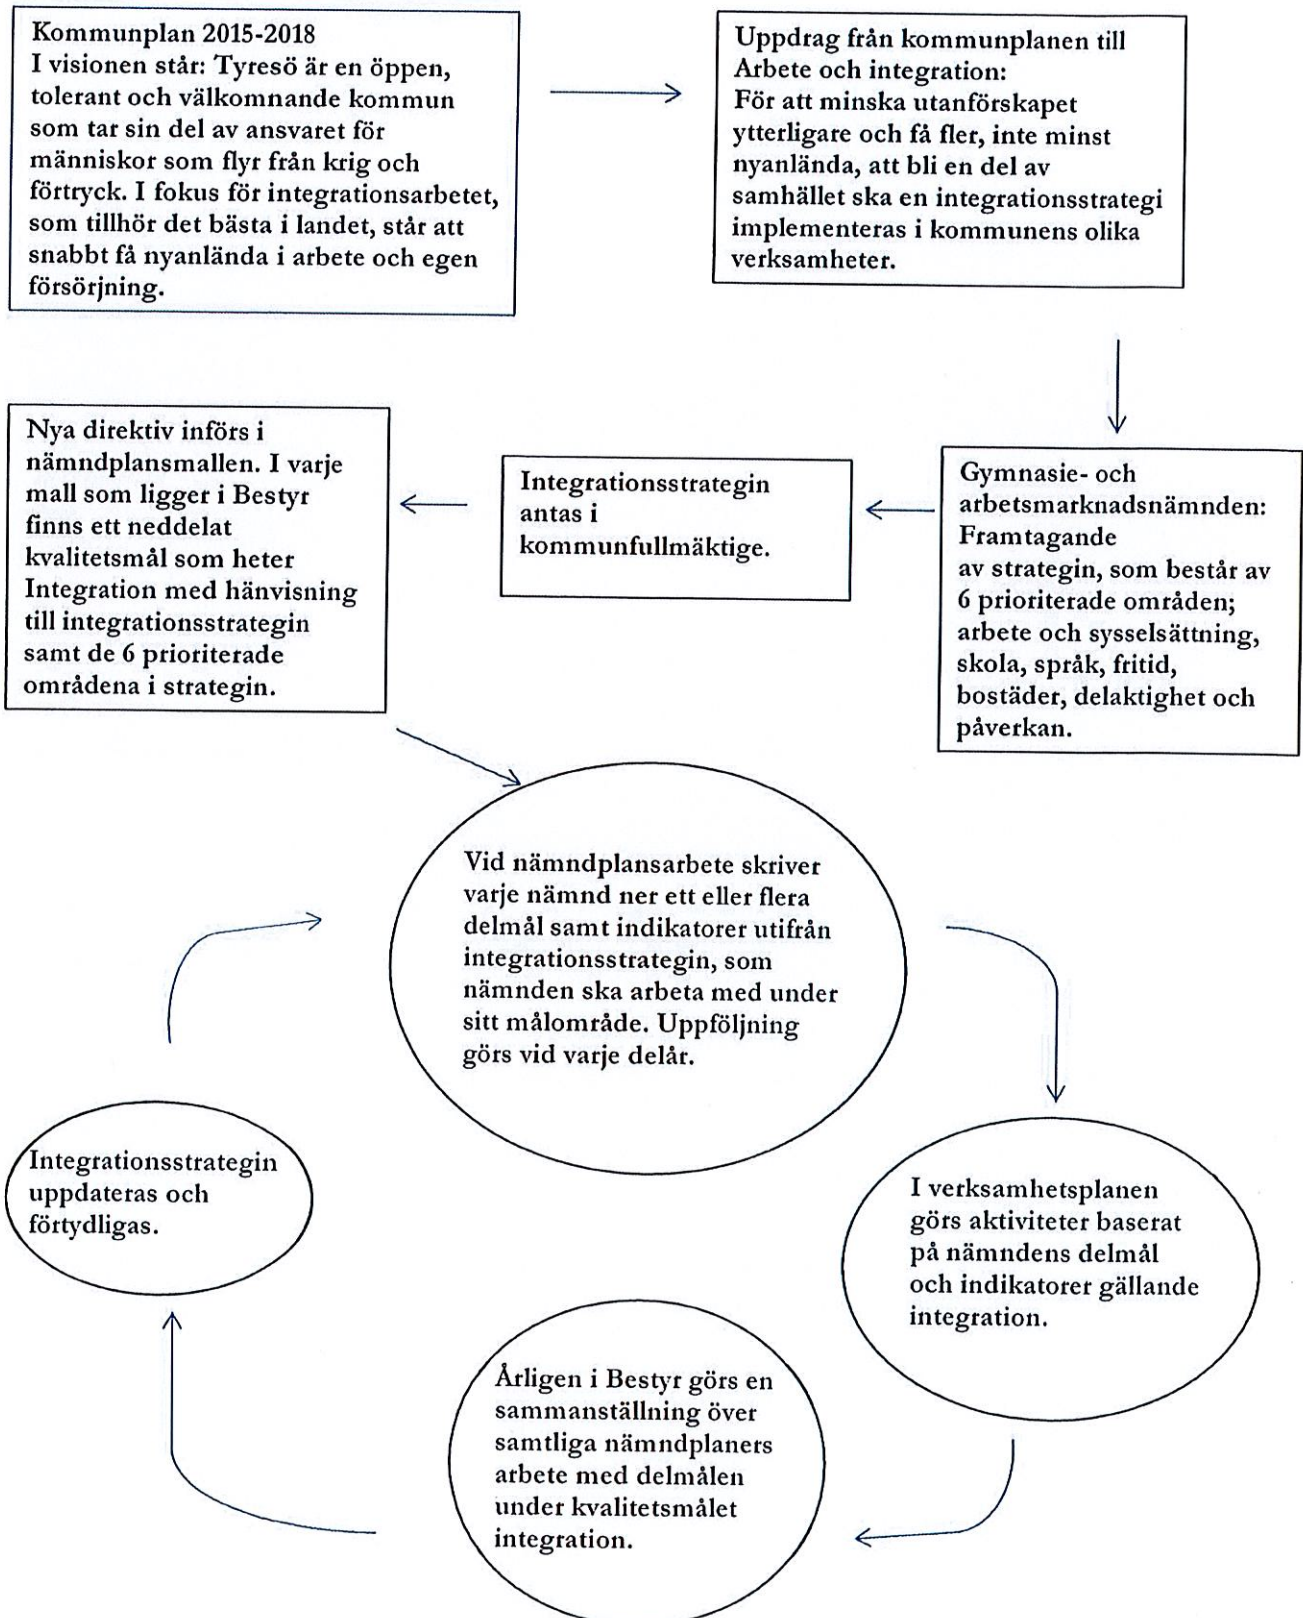 Kommunplan 2015-2018
I visionen står: Tyresö är en öppen,
tolerant och välkomnande kommun
som tar sin del av ansvaret för
människor som flyr från krig och
förtryck. I fokus för integrationsarbetet,
som tillhör det bästa i landet, står att
snabbt få nyanlända i arbete och egen
försörjning.
Uppdrag från kommunplanen till
Arbete och integration:
För att minska utanförskapet
ytterligare och få fler, inte minst
nyanlända, att bli en del av
samhället ska en integrationsstrategi
implementeras i kommunens olika
verksamheter.
Gymnasie- och
arbetsmarknadsnämnden:
Framtagande
av strategin, som består av
6 prioriterade områden;
arbete och sysselsättning,
skola, språk, fritid,
bostäder, delaktighet och
påverkan.
Integrationsstrategin
antas i
kommunfullmäktige.
Nya direktiv införs i
nämndplansmallen. I varje
mall som ligger i Bestyr
finns ett neddelat
kvalitetsmål som heter
Integration med hänvisning
till integrationsstrategin
samt de 6 prioriterade
områdena i strategin.
Vid nämndplansarbete skriver
varje nämnd ner ett eller flera
delmål samt indikatorer utifrån
integrationsstrategin, som
nämnden ska arbeta med under
sitt målområde. Uppföljning
görs vid varje delår.
I verksamhetsplanen
görs aktiviteter baserat
på nämndens delmål
och indikatorer gällande
integration.
Årligen i Bestyr görs en
sammanställning över
samtliga nämndplaners
arbete med delmålen
under kvalitetsmålet
integration.
Integrationsstrategin
uppdateras och
förtydligas.